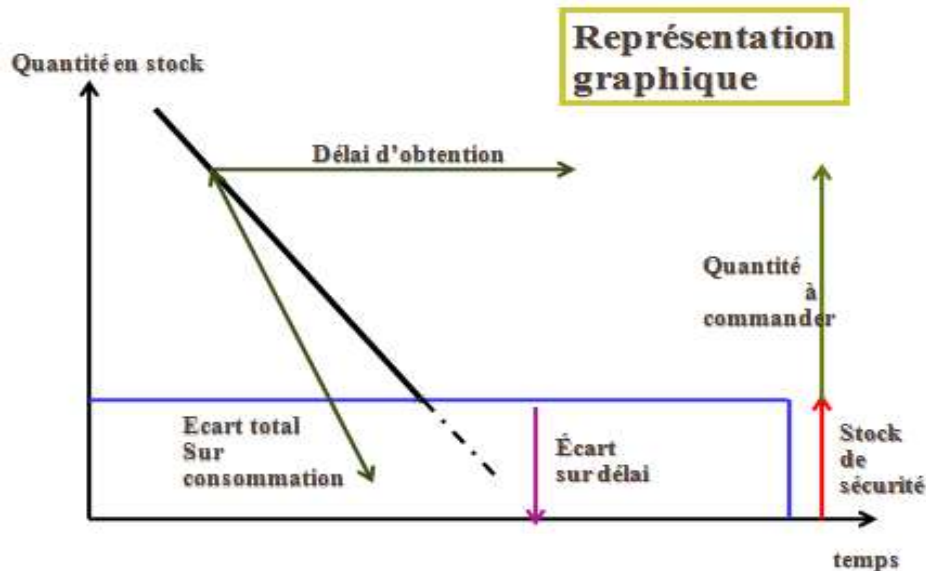 Représentation
graphique
Quantité en stock
Délai d'obtention
Quantité
à
commander
Ecart total
Sur
consommation
Écart
sur délai
Stock
de
sécurité
temps